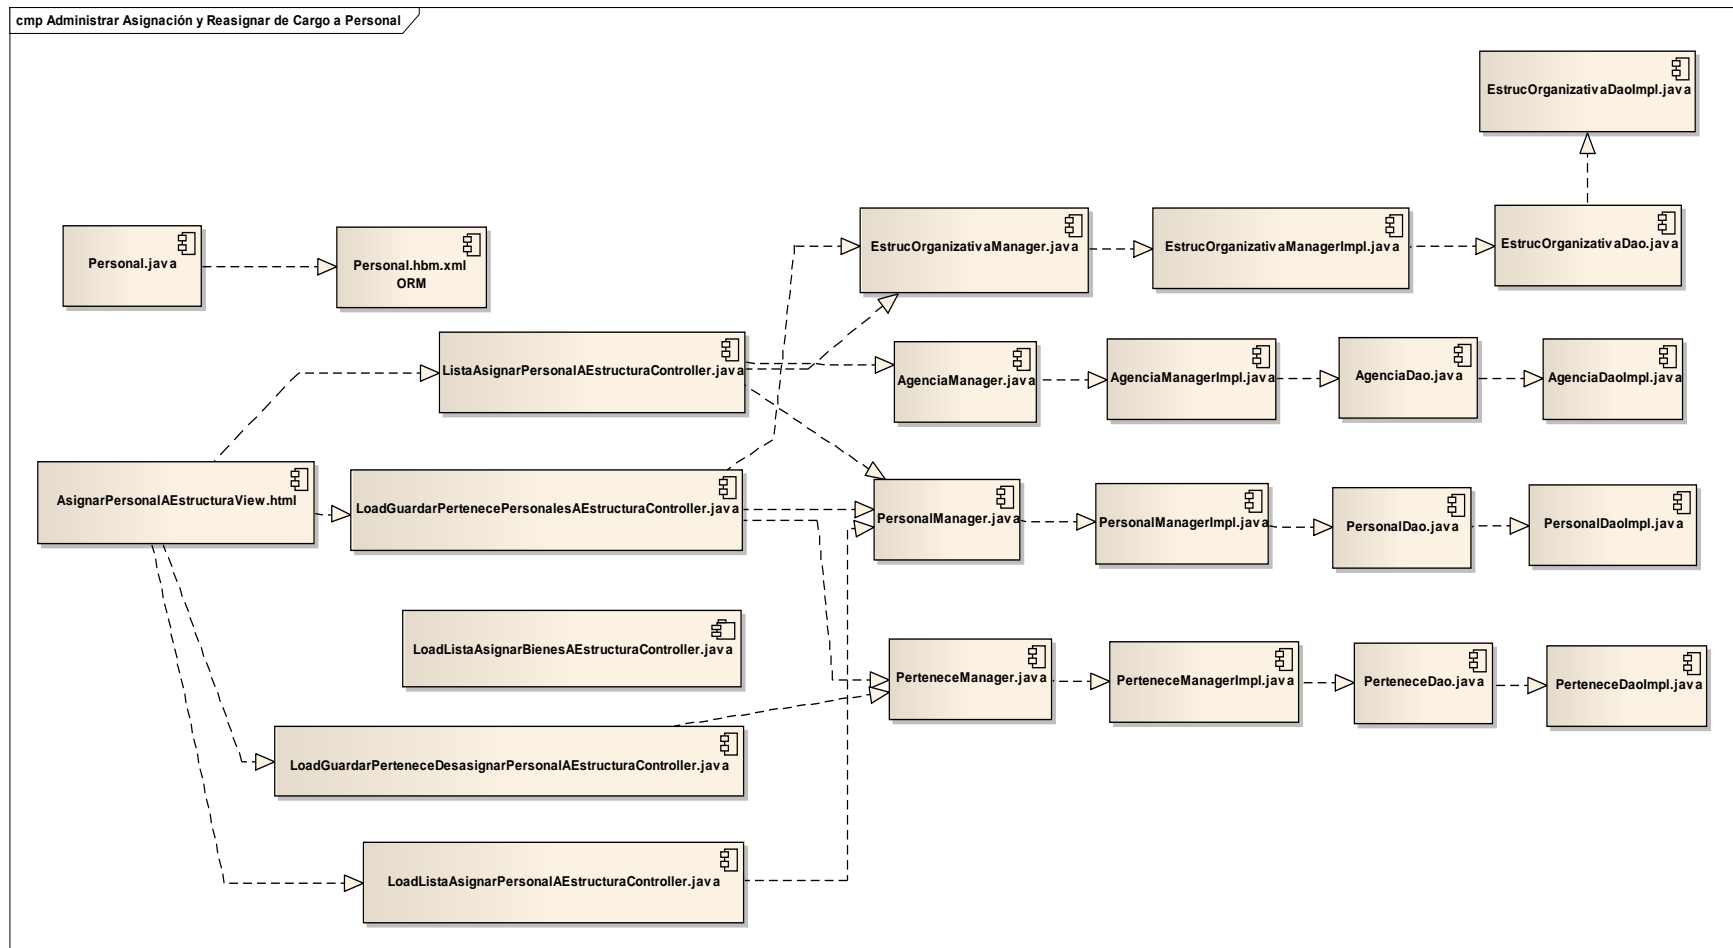 cmp Administrar Asignación y Reasignar de Cargo a Personal
EstrucOrganizativaDaoImpl.java
EstrucOrganizativaManager.java
EstrucOrganizativaManagerImpl.java
EstrucOrganizativaDao.java
Personal.java
Personal.hbm.xml
ORM
ListaAsignarPersonalAEstructuraController.java
AgenciaManager.java
AgenciaManagerImpl.java
AgenciaDao.java
AgenciaDaoImpl.java
AsignarPersonalAEstructuraView.html
LoadGuardarPertenecePersonalesAEstructuraController.java
PersonalManager.java
PersonalManagerImpl.java
PersonalDao.java
PersonalDaoImpl.java
LoadListaAsignarBienesAEstructuraController.java
PerteneceManager.java
PerteneceManagerImpl.java
PerteneceDao.java
PerteneceDaoImpl.java
LoadGuardarPerteneceDesasignarPersonalAEstructuraController.java
LoadListaAsignarPersonalAEstructuraController.java